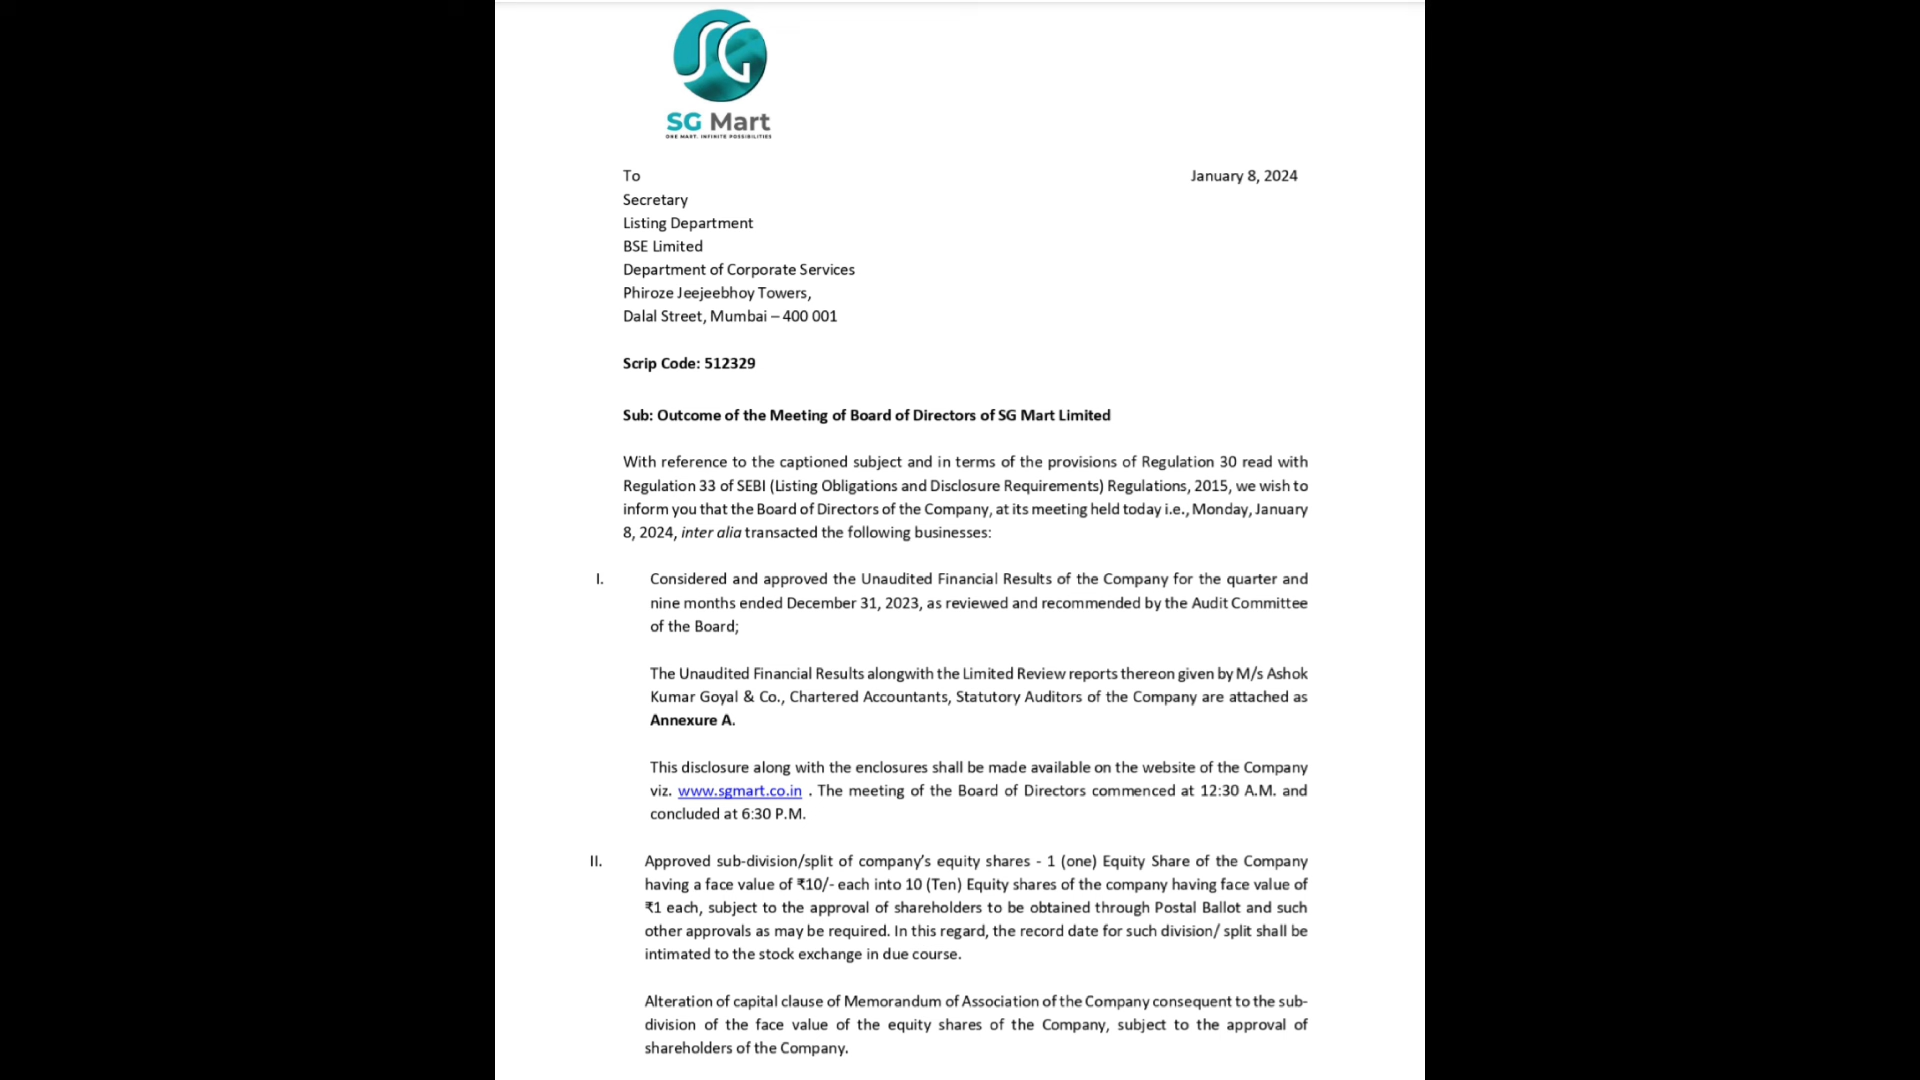 SG
SG Mart
ONE MART. INFINITE POSSIBILITIES
To
January 8, 2024
Secretary
Listing Department
BSE Limited
Department of Corporate Services
Phiroze Jeejeebhoy Towers,
Dalal Street, Mumbai – 400 001
Scrip Code: 512329
Sub: Outcome of the Meeting of Board of Directors of SG Mart Limited
With reference to the captioned subject and in terms of the provisions of Regulation 30 read with
Regulation 33 of SEBI (Listing Obligations and Disclosure Requirements) Regulations, 2015, we wish to
inform you that the Board of Directors of the Company, at its meeting held today i.e., Monday, January
8, 2024, inter alia transacted the following businesses:
I. Considered and approved the Unaudited Financial Results of the Company for the quarter and
nine months ended December 31, 2023, as reviewed and recommended by the Audit Committee
of the Board;
The Unaudited Financial Results alongwith the Limited Review reports thereon given by M/s Ashok
Kumar Goyal & Co., Chartered Accountants, Statutory Auditors of the Company are attached as
Annexure A.
This disclosure along with the enclosures shall be made available on the website of the Company
viz. www.sgmart.co.in . The meeting of the Board of Directors commenced at 12:30 A.M. and
concluded at 6:30 P.M.
II. Approved sub-division/split of company’s equity shares - 1 (one) Equity Share of the Company
having a face value of ₹10/- each into 10 (Ten) Equity shares of the company having face value of
₹1 each, subject to the approval of shareholders to be obtained through Postal Ballot and such
other approvals as may be required. In this regard, the record date for such division/ split shall be
intimated to the stock exchange in due course.
Alteration of capital clause of Memorandum of Association of the Company consequent to the sub-
division of the face value of the equity shares of the Company, subject to the approval of
shareholders of the Company.